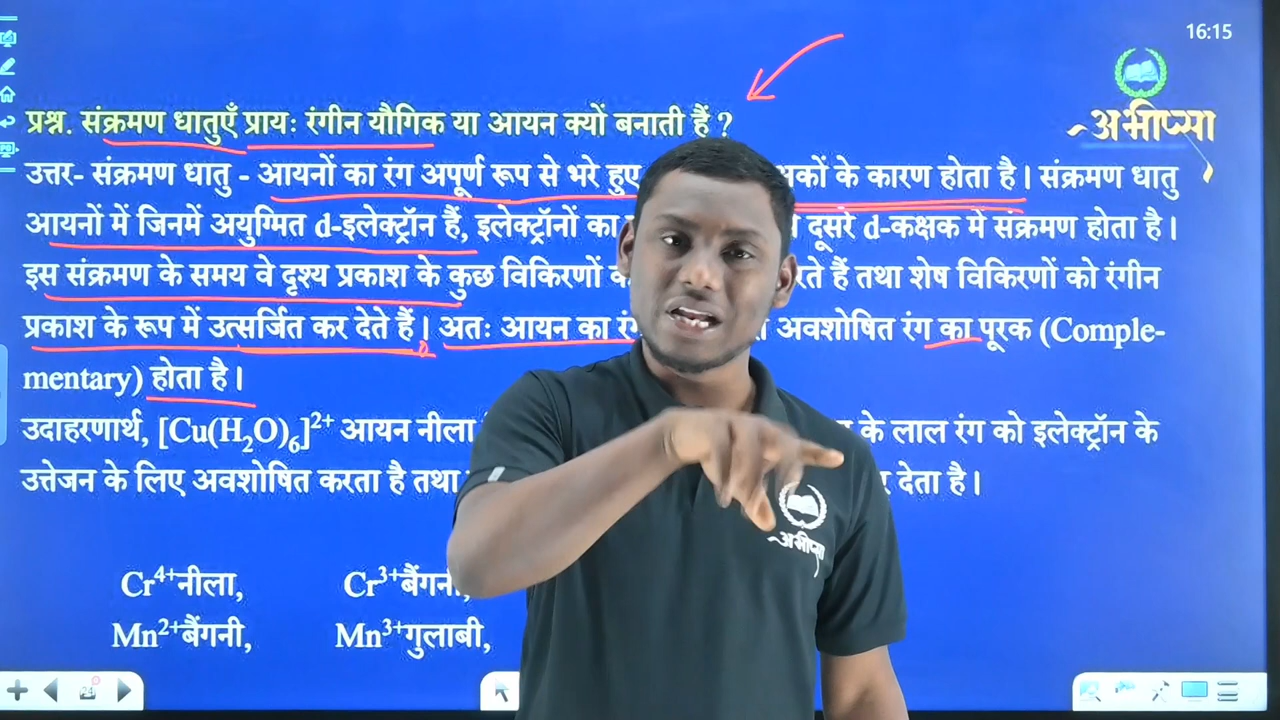 16:15
अभीप्सा
प्रश्न. संक्रमण धातुएँ प्रायः रंगीन यौगिक या आयन क्यों बनाती हैं ?
उत्तर- संक्रमण धातु - आयनों का रंग अपूर्ण रूप से भरे हुए के कारण होता है। संक्रमण धातु
आयनों में जिनमें अयुग्मित d-इलेक्ट्रॉन हैं, इलेक्ट्रॉनों का दूसरे d-कक्षक में संक्रमण होता है।
इस संक्रमण के समय वे दृश्य प्रकाश के कुछ विकिरणों हैं तथा शेष विकिरणों को रंगीन
प्रकाश के रूप में उत्सर्जित कर देते हैं। अतः आयन का अवशोषित रंग का पूरक (Comple-
mentary) होता है।
उदाहरणार्थ, [Cu(H₂O)₆]²⁺ आयन नीला के लाल रंग को इलेक्ट्रॉन के
उत्तेजन के लिए अवशोषित करता है तथा देता है।
Cr⁴⁺नीला, Cr³⁺बैंगनी,
Mn²⁺बैंगनी, Mn³⁺गुलाबी,
अभीप्सा